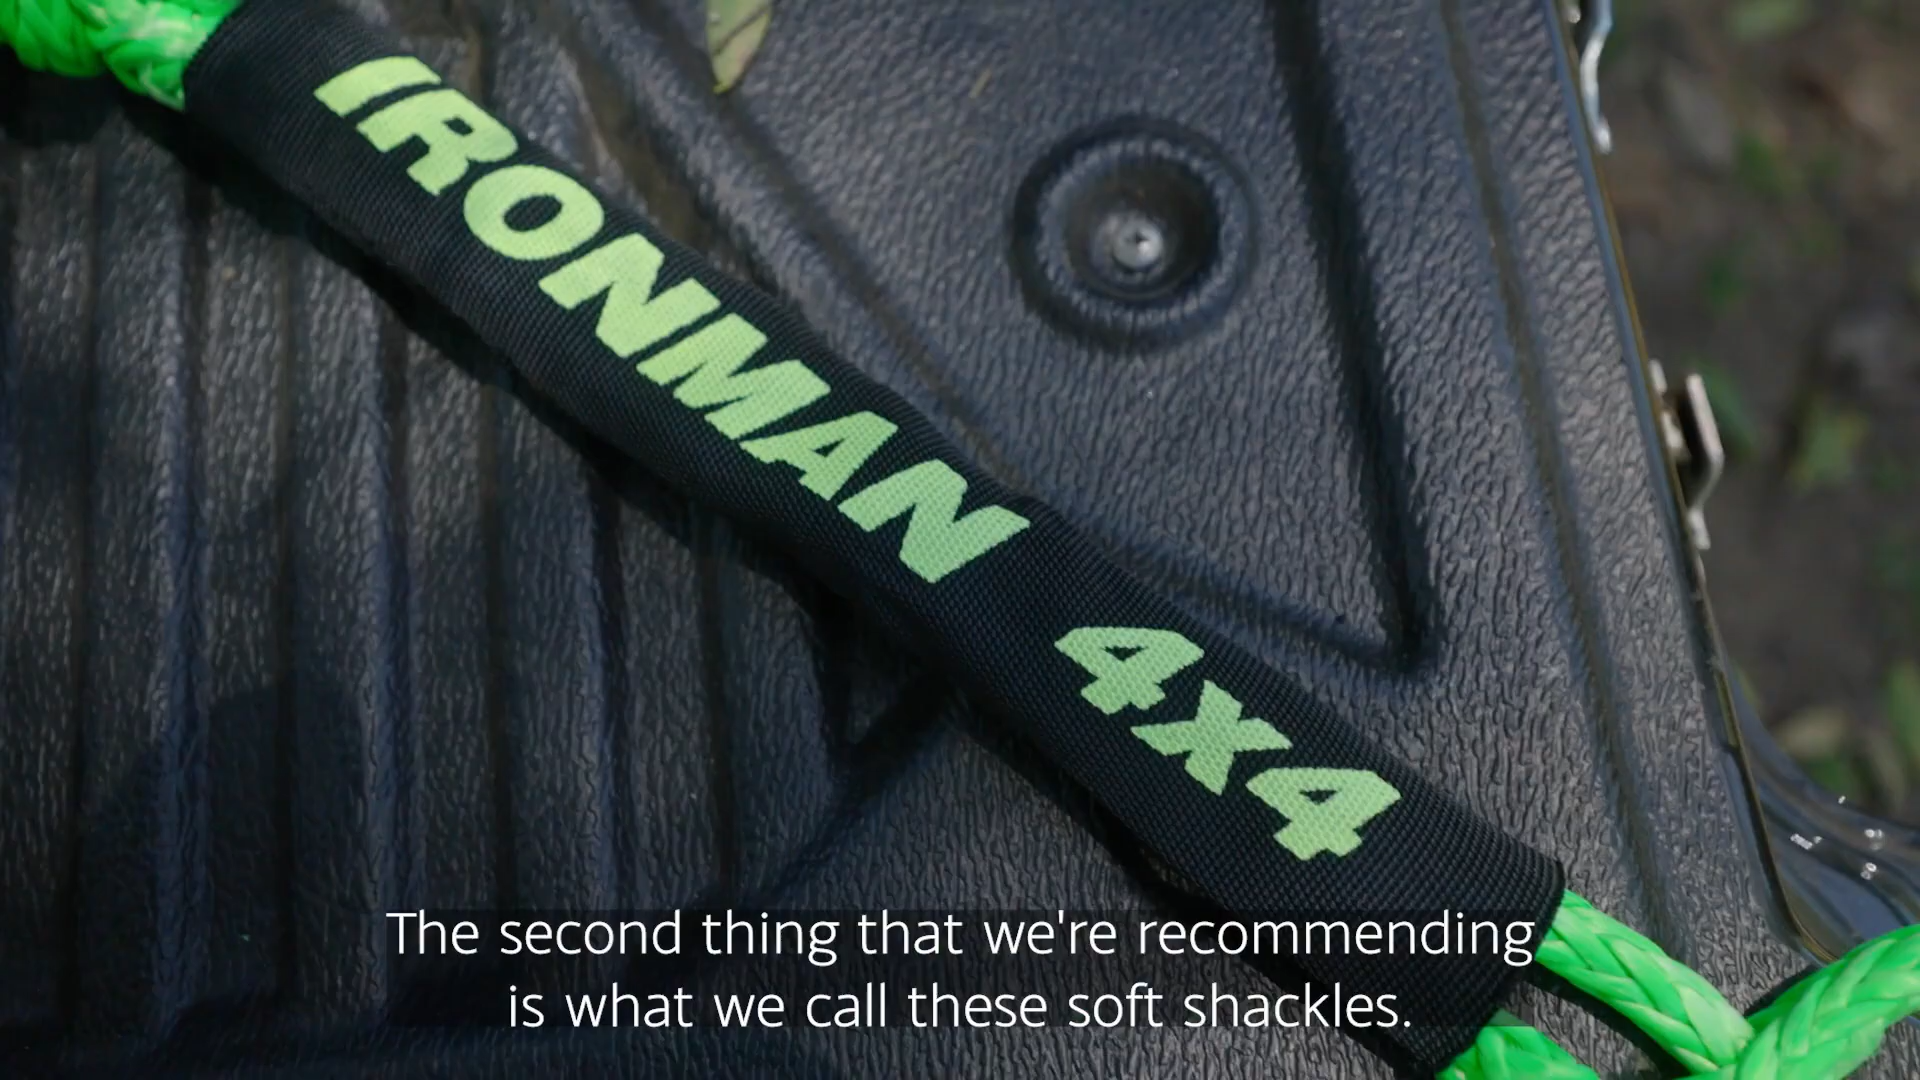 IRONMAN 4X4
The second thing that we're recommending
is what we call these soft shackles.